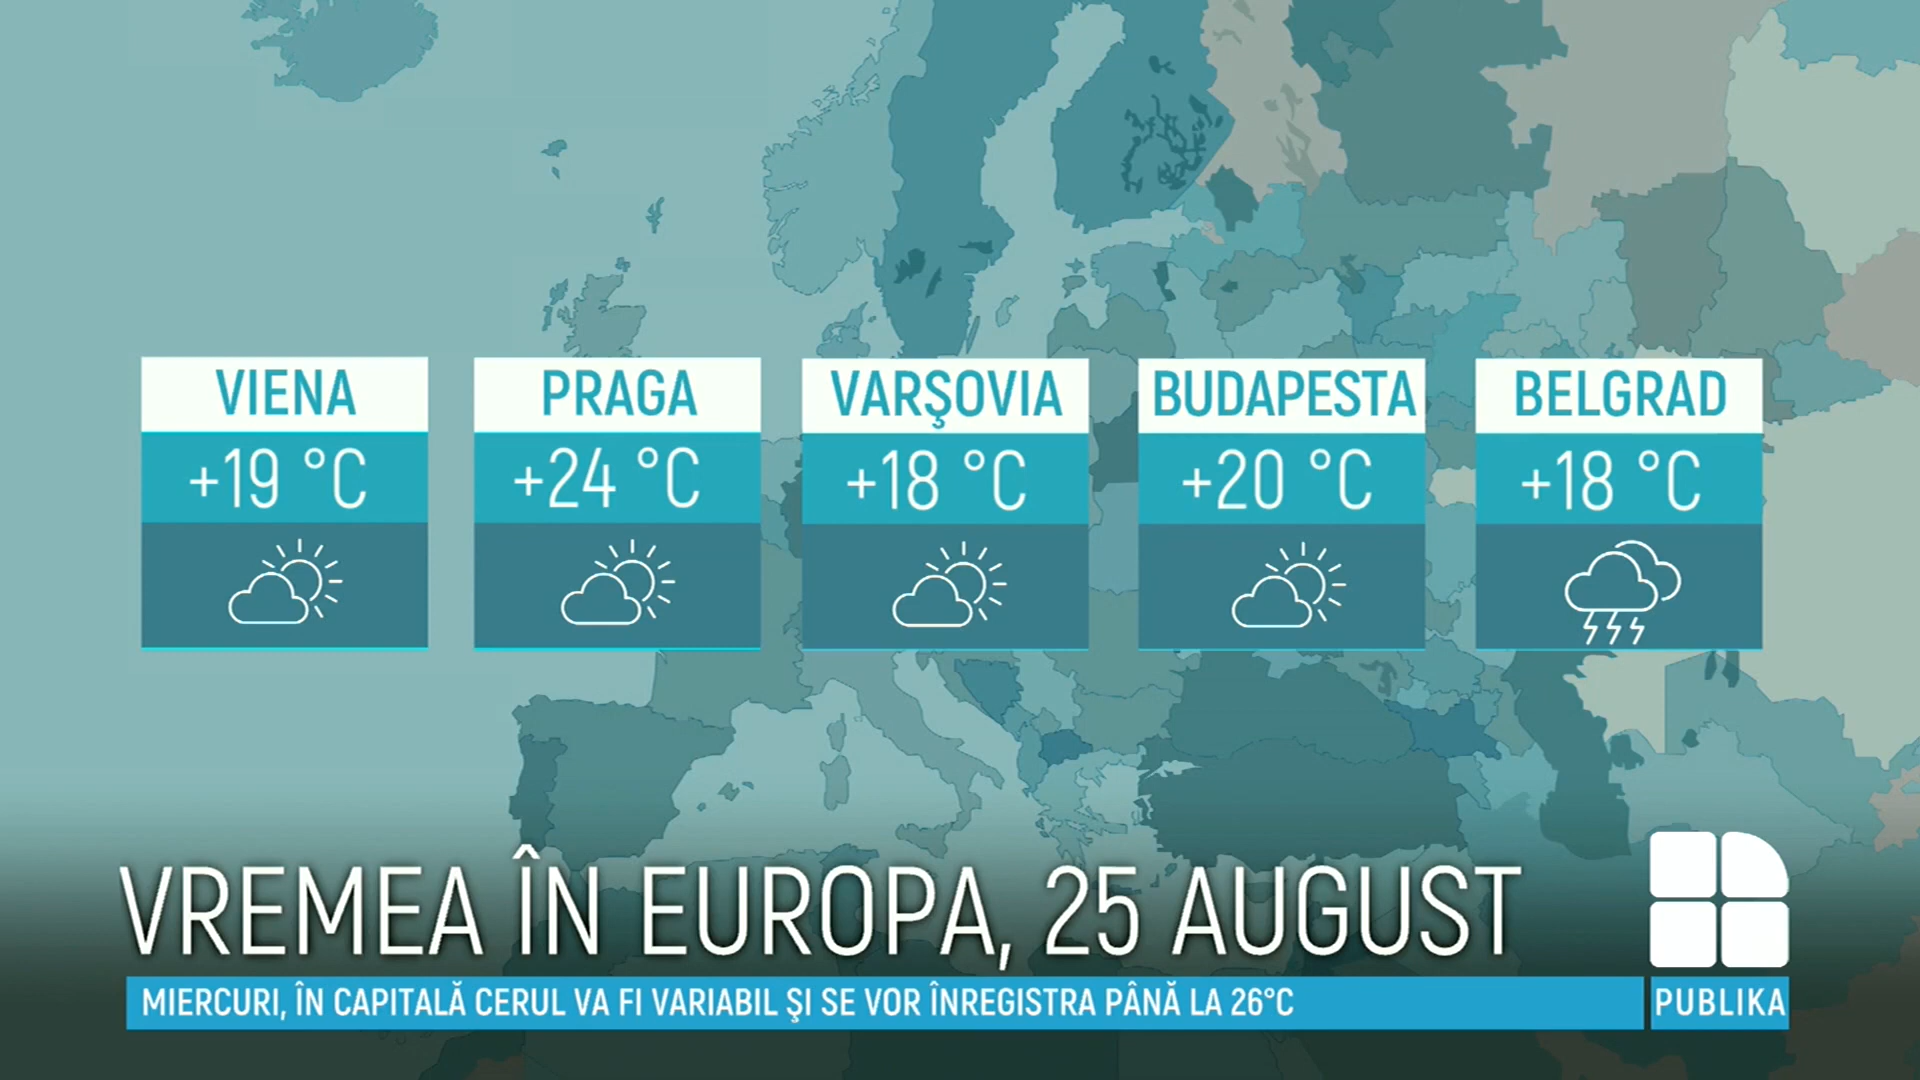 VIENA
+19 °C
PRAGA
+24 °C
VARŞOVIA
+18 °C
BUDAPESTA
+20 °C
BELGRAD
+18 °C
VREMEA ÎN EUROPA, 25 AUGUST
MIERCURI, ÎN CAPITALĂ CERUL VA FI VARIABIL ŞI SE VOR ÎNREGISTRA PÂNĂ LA 26°C
PUBLIKA